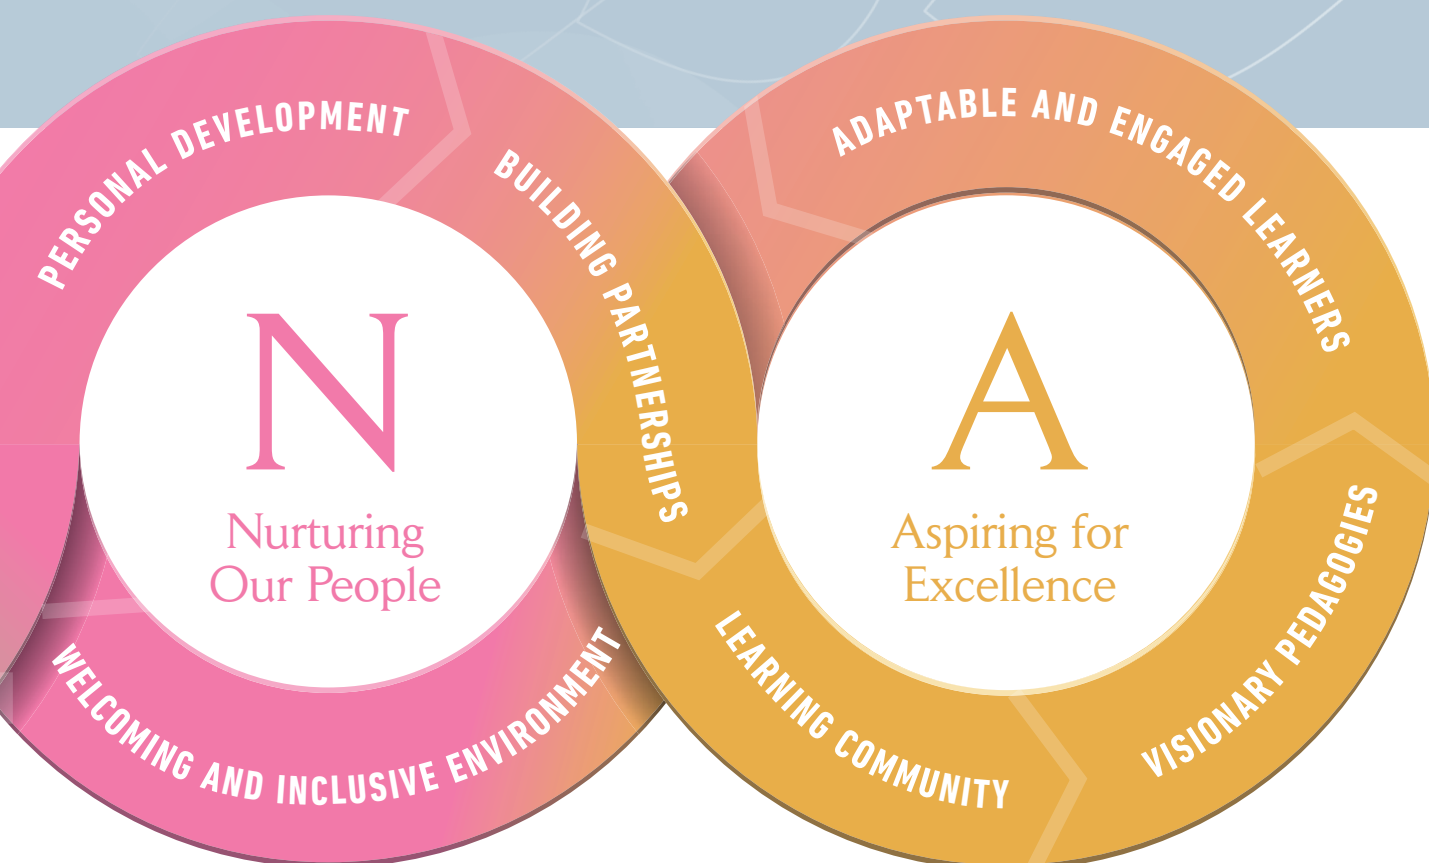 PERSONAL DEVELOPMENT
BUILDING PARTNERSHIPS
WELCOMING AND INCLUSIVE ENVIRONMENT
N
Nurturing
Our People
ADAPTABLE AND ENGAGED LEARNERS
VISIONARY PEDAGOGIES
LEARNING COMMUNITY
A
Aspiring for
Excellence